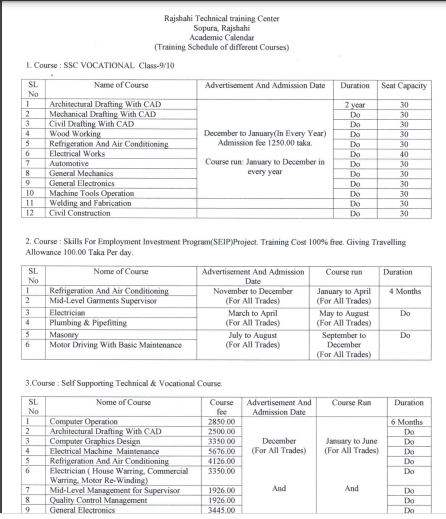 Rajshahi Technical training Center
Sopura, Rajshahi
Academic Calendar
(Training Schedule of different Courses)
1. Course : SSC VOCATIONAL Class-9/10
SL No Name of Course Advertisement And Admission Date Duration Seat Capacity
1 Architectural Drafting With CAD 2 year 30
2 Mechanical Drafting With CAD Do 30
3 Civil Drafting With CAD Do 30
4 Wood Working December to January(In Every Year) Do 30
5 Refrigeration And Air Conditioning Admission fee 1250.00 taka. Do 30
6 Electrical Works Do 40
7 Automotive Course run: January to December in Do 30
8 General Mechanics every year Do 30
9 General Electronics Do 30
10 Machine Tools Operation Do 30
11 Welding and Fabrication Do 30
12 Civil Construction Do 30
2. Course : Skills For Employment Investment Program(SEIP)Project. Training Cost 100% free. Giving Travelling
Allowance 100.00 Taka Per day.
SL No Nome of Course Advertisement And Admission Date Course run Duration
1 Refrigeration And Air Conditioning November to December January to April 4 Months
2 Mid-Level Garments Supervisor (For All Trades) (For All Trades)
3 Electrician March to April May to August Do
4 Plumbing & Pipefitting (For All Trades) (For All Trades)
5 Masonry July to August September to Do
6 Motor Driving With Basic Maintenance (For All Trades) December
(For All Trades)
3.Course : Self Supporting Technical & Vocational Course.
SL No Nome of Course Course fee Advertisement And Admission Date Course Run Duration
1 Computer Operation 2850.00 6 Months
2 Architectural Drafting With CAD 2500.00 Do
3 Computer Graphics Design 3350.00 December January to June Do
4 Electrical Machine Maintenance 5676.00 (For All Trades) (For All Trades) Do
5 Refrigeration And Air Conditioning 4126.00 Do
6 Electrician ( House Warring, Commercial 3350.00 Do
Warring, Motor Re-Winding)
7 Mid-Level Management for Supervisor 1926.00 And And Do
8 Quality Control Management 1926.00 Do
9 General Electronics 3445.00 Do